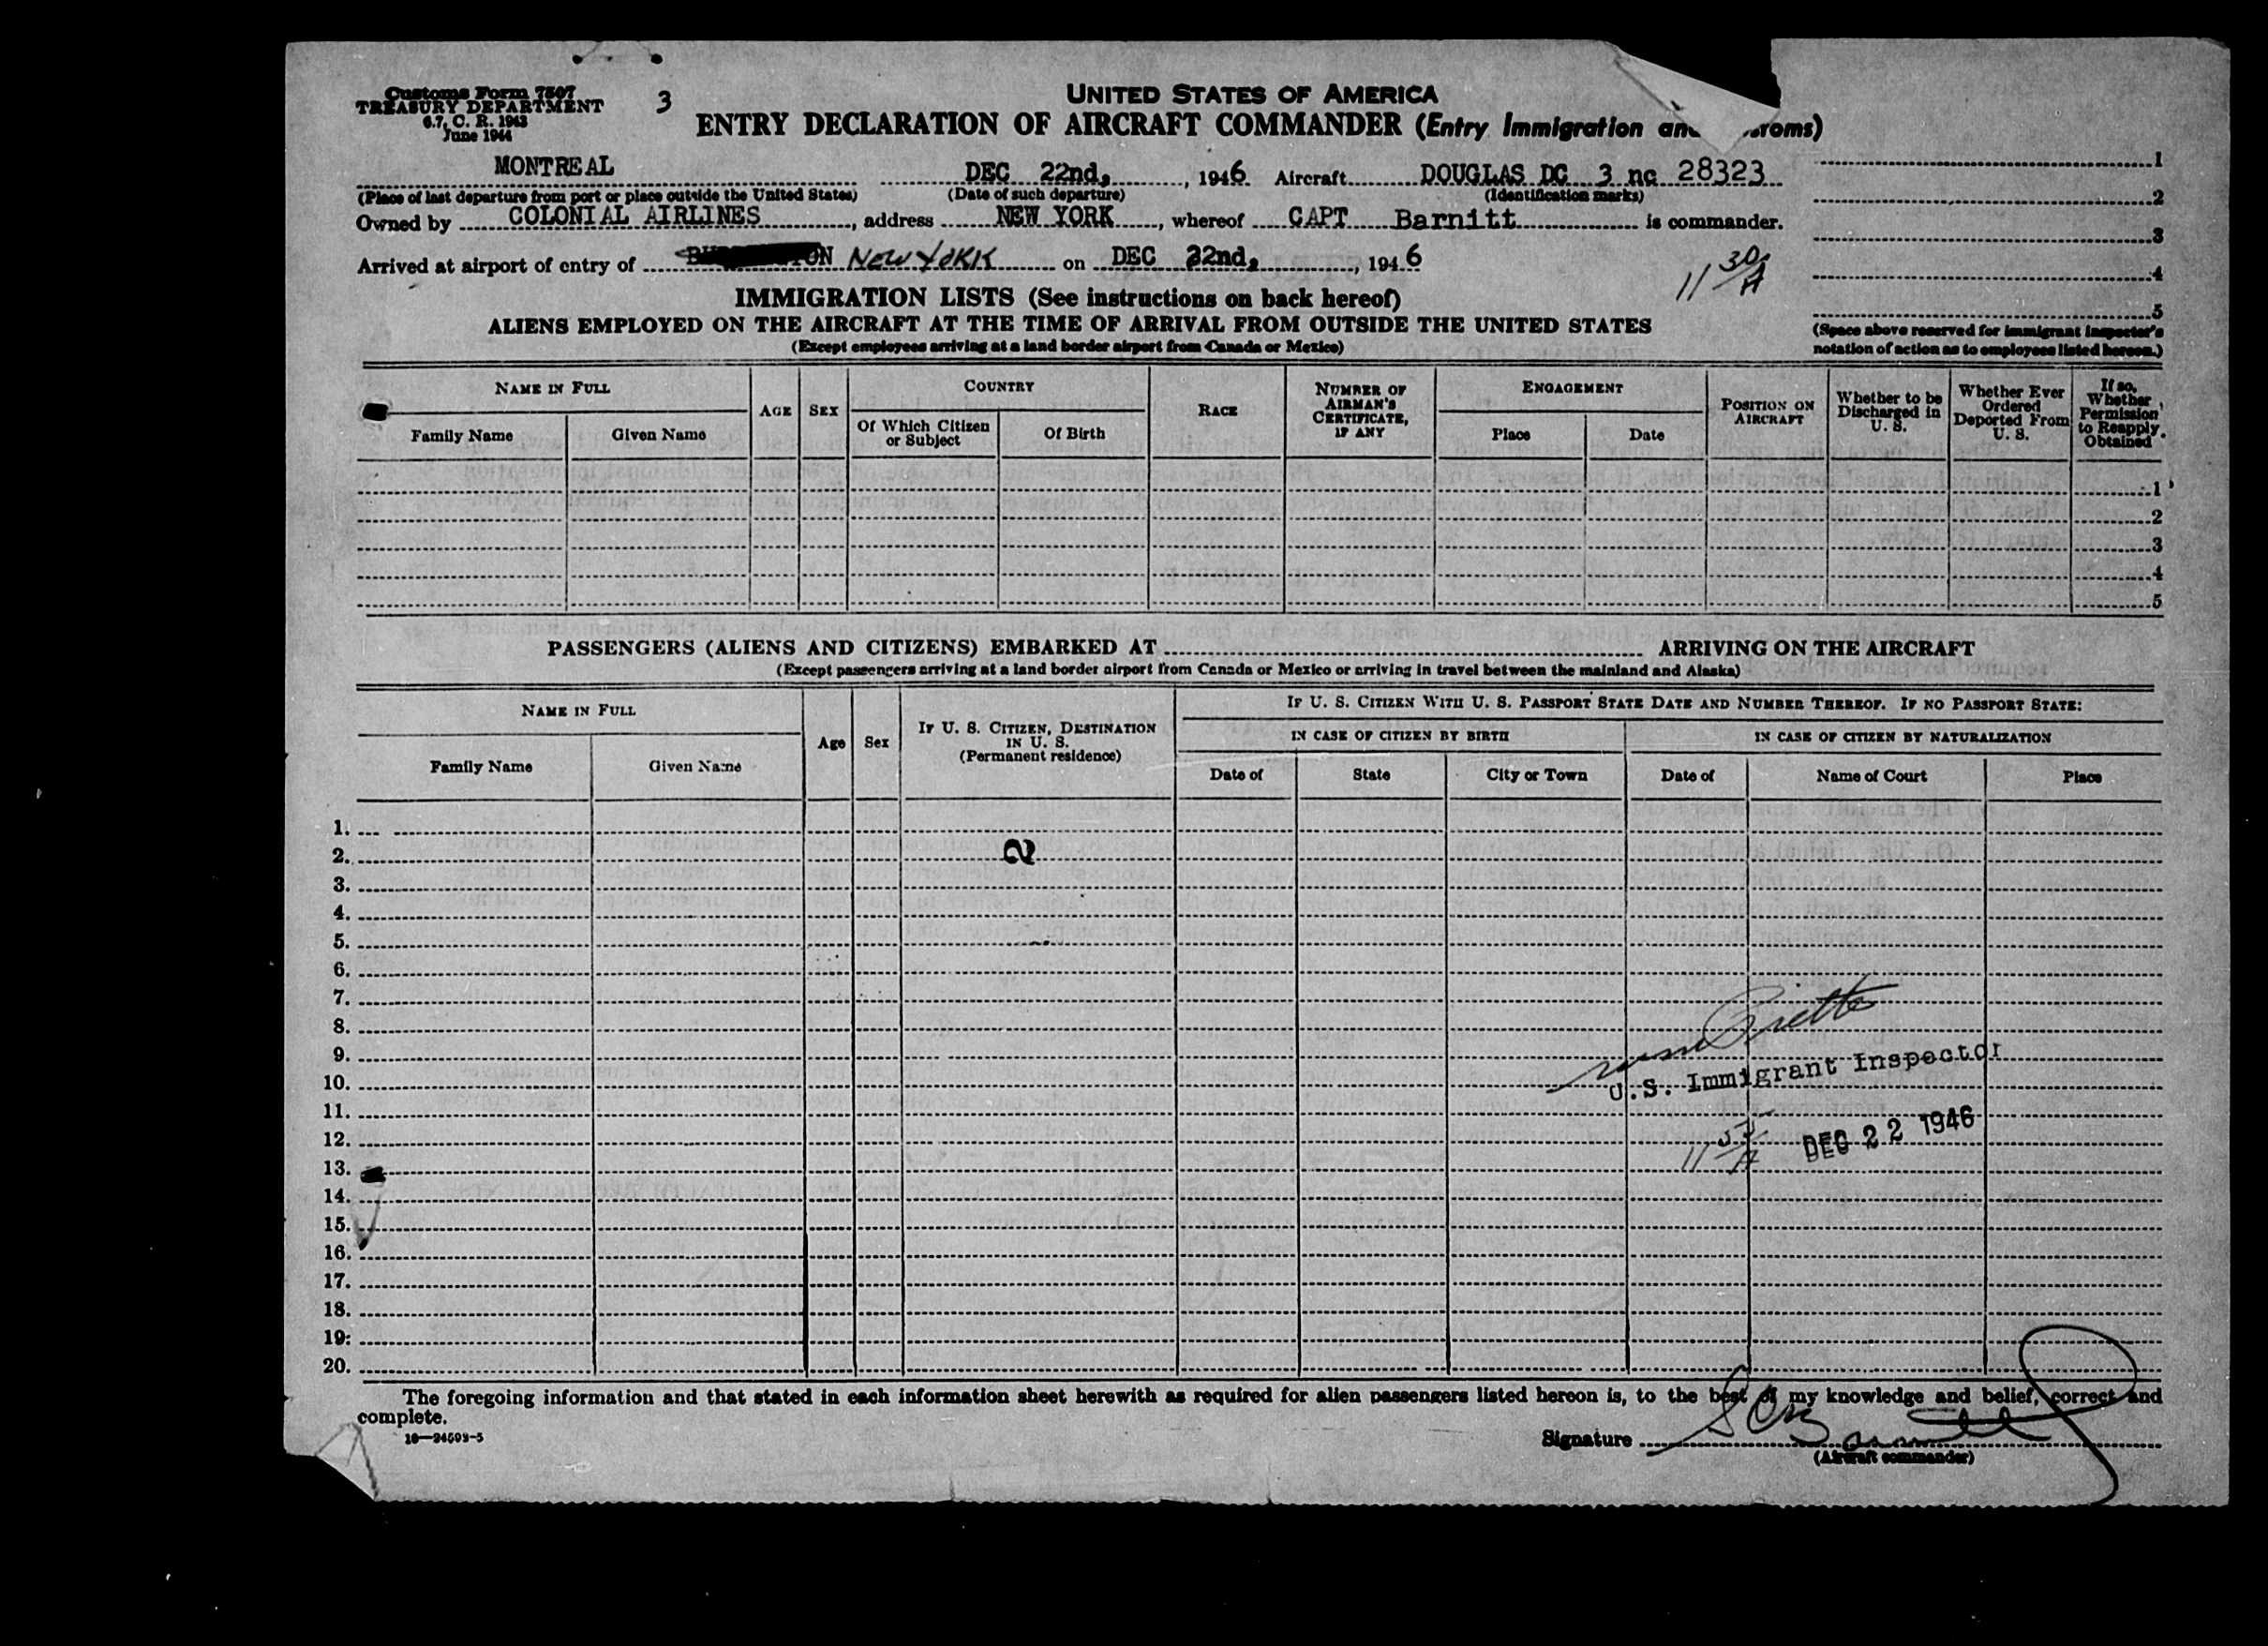 Customs Form 7507
TREASURY DEPARTMENT
6.7, C. R. 1943
June 1944
3
UNITED STATES OF AMERICA
ENTRY DECLARATION OF AIRCRAFT COMMANDER (Entry Immigration and toms)
MONTREAL DEC 22nd, , 1946 Aircraft DOUGLAS DC 3 nc 28323
(Place of last departure from port or place outside the United States) (Date of such departure) (Identification marks)
Owned by COLONIAL AIRLINES , address NEW YORK , whereof CAPT Barnitt is commander.
Arrived at airport of entry of NEW YORK on DEC 22nd, , 1946
11 30/A
1
2
3
4
5
(Space above reserved for immigrant inspector's
notation of action as to employees listed hereon.)
IMMIGRATION LISTS (See instructions on back hereof)
ALIENS EMPLOYED ON THE AIRCRAFT AT THE TIME OF ARRIVAL FROM OUTSIDE THE UNITED STATES
(Except employees arriving at a land border airport from Canada or Mexico)
NAME IN FULL
Family Name Given Name
AGE SEX
COUNTRY
Of Which Citizen or Subject Of Birth
RACE
NUMBER OF AIRMAN'S CERTIFICATE, IF ANY
ENGAGEMENT
Place Date
POSITION ON AIRCRAFT
Whether to be Discharged in U. S.
Whether Ever Ordered Deported From U. S.
If so, Whether Permission to Reapply Obtained
1
2
3
4
5
PASSENGERS (ALIENS AND CITIZENS) EMBARKED AT ARRIVING ON THE AIRCRAFT
(Except passengers arriving at a land border airport from Canada or Mexico or arriving in travel between the mainland and Alaska)
NAME IN FULL
Family Name Given Name
Age Sex
IF U. S. CITIZEN, DESTINATION IN U. S.
(Permanent residence)
IF U. S. CITIZEN WITH U. S. PASSPORT STATE DATE AND NUMBER THEREOF. IF NO PASSPORT STATE:
IN CASE OF CITIZEN BY BIRTH IN CASE OF CITIZEN BY NATURALIZATION
Date of State City or Town Date of Name of Court Place
1.
2. 2
3.
4.
5.
6.
7.
8.
9.
10. U.S. Immigrant Inspector
11.
12. DEC 22 1946
13.
14.
15.
16.
17.
18.
19.
20.
The foregoing information and that stated in each information sheet herewith as required for alien passengers listed hereon is, to the best of my knowledge and belief, correct and
complete.
16—24593-5
Signature Barnitt
(Aircraft commander)